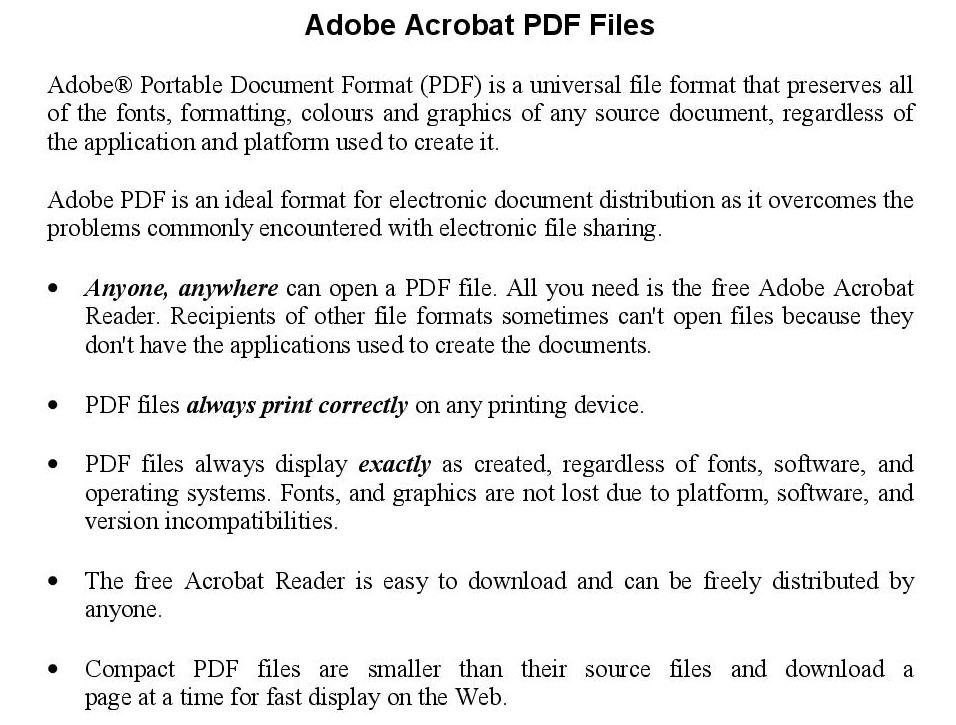 Adobe Acrobat PDF Files
Adobe® Portable Document Format (PDF) is a universal file format that preserves all
of the fonts, formatting, colours and graphics of any source document, regardless of
the application and platform used to create it.
Adobe PDF is an ideal format for electronic document distribution as it overcomes the
problems commonly encountered with electronic file sharing.
• Anyone, anywhere can open a PDF file. All you need is the free Adobe Acrobat
Reader. Recipients of other file formats sometimes can't open files because they
don't have the applications used to create the documents.
• PDF files always print correctly on any printing device.
• PDF files always display exactly as created, regardless of fonts, software, and
operating systems. Fonts, and graphics are not lost due to platform, software, and
version incompatibilities.
• The free Acrobat Reader is easy to download and can be freely distributed by
anyone.
• Compact PDF files are smaller than their source files and download a
page at a time for fast display on the Web.